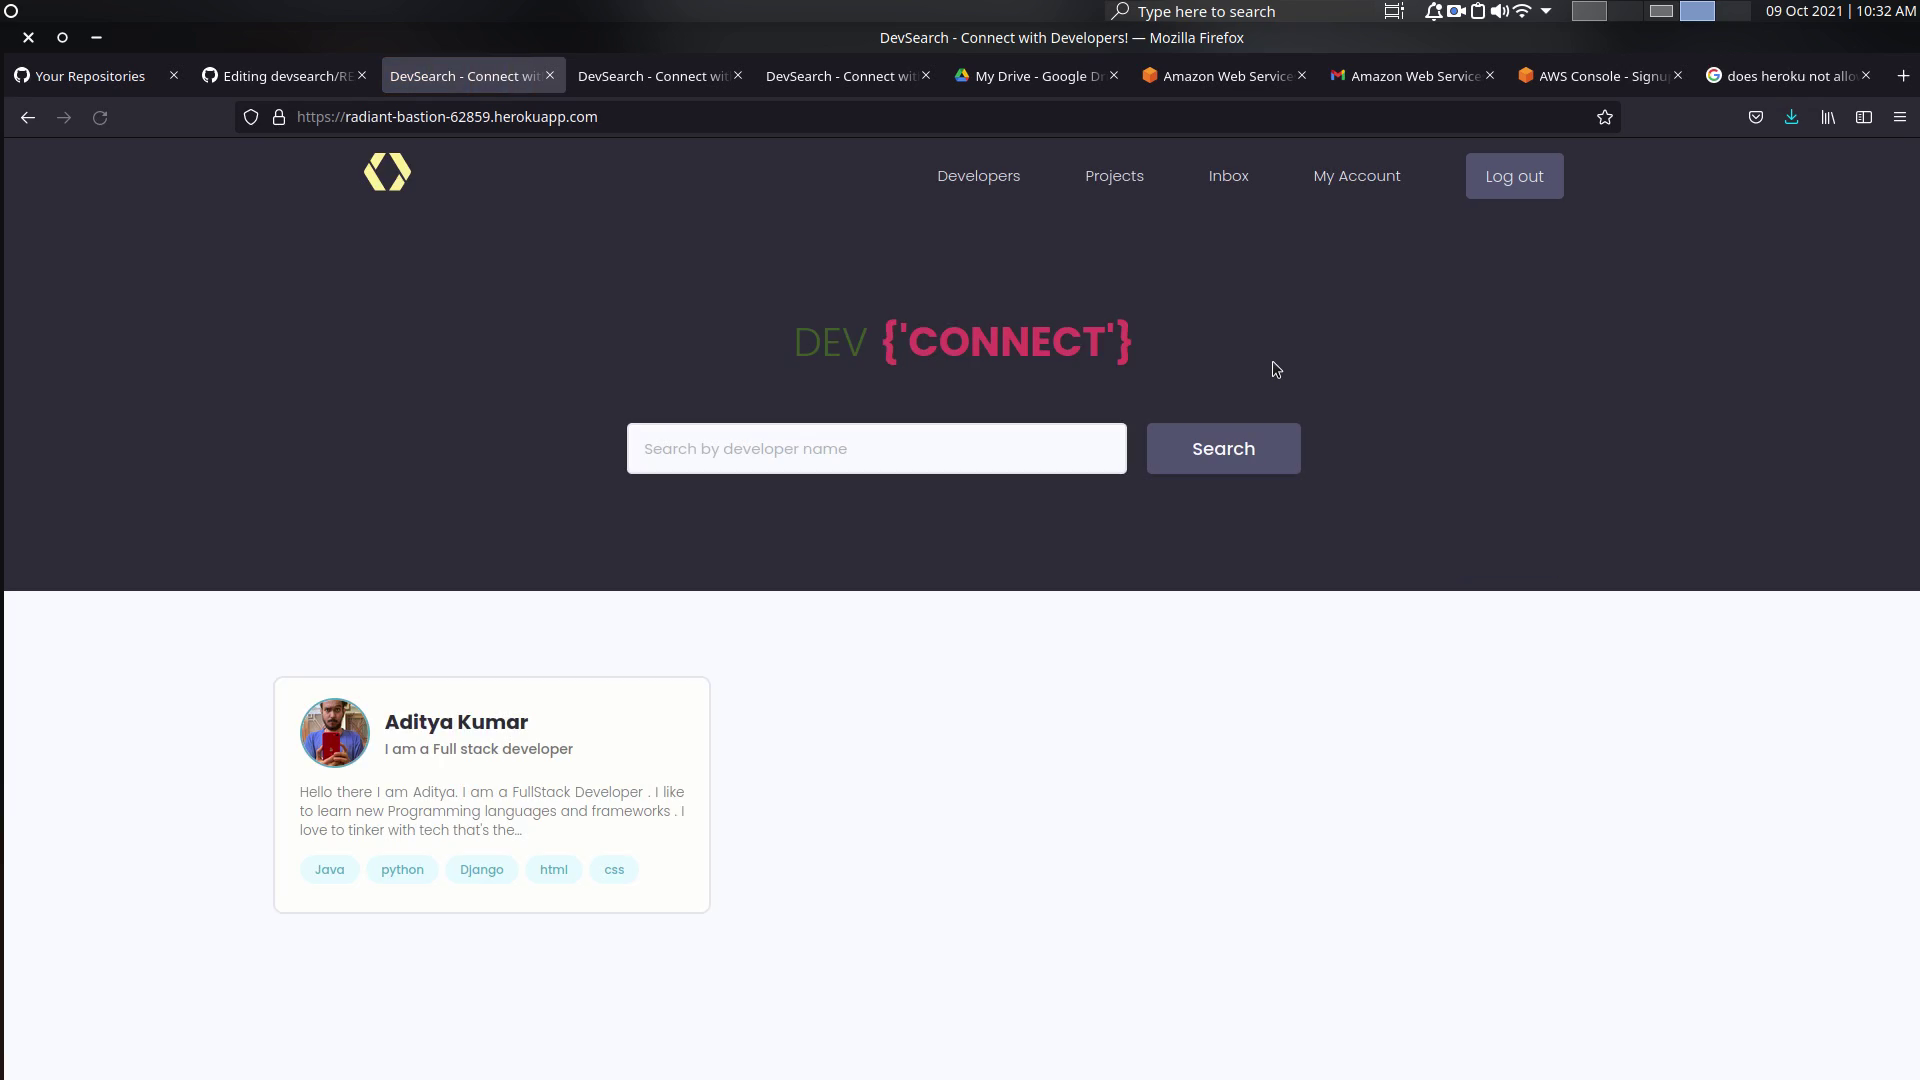 Type here to search
09 Oct 2021 | 10:32 AM
DevSearch - Connect with Developers! — Mozilla Firefox
Your Repositories
Editing devsearch/RE
DevSearch - Connect wit
DevSearch - Connect wit
DevSearch - Connect wit
My Drive - Google Dr
Amazon Web Service
Amazon Web Service
AWS Console - Signup
does heroku not allo
https://radiant-bastion-62859.herokuapp.com
Developers
Projects
Inbox
My Account
Log out
DEV {'CONNECT'}
Search by developer name
Search
Aditya Kumar
I am a Full stack developer
Hello there I am Aditya. I am a FullStack Developer . I like
to learn new Programming languages and frameworks . I
love to tinker with tech that's the...
Java
python
Django
html
css